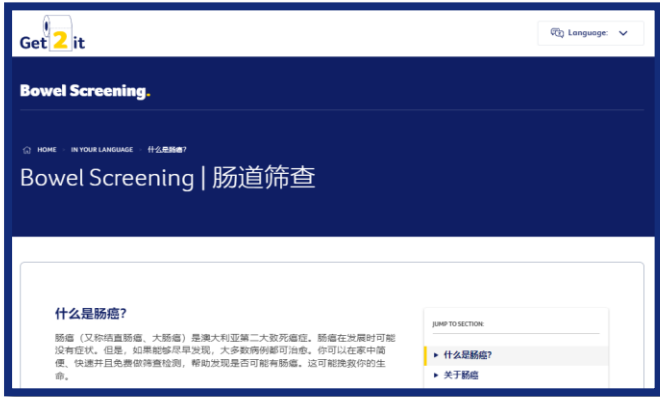 Get 2 it
Language:
Bowel Screening.
HOME · IN YOUR LANGUAGE · 什么是肠癌?
Bowel Screening | 肠道筛查
什么是肠癌?
肠癌（又称结直肠癌、大肠癌）是澳大利亚第二大致死癌症。肠癌在发展时可能
没有症状。但是，如果能够尽早发现，大多数病例都可治愈。你可以在家中简
便、快速并且免费做筛查检测，帮助发现是否可能有肠癌。这可能挽救你的生
命。
JUMP TO SECTION:
什么是肠癌?
关于肠癌